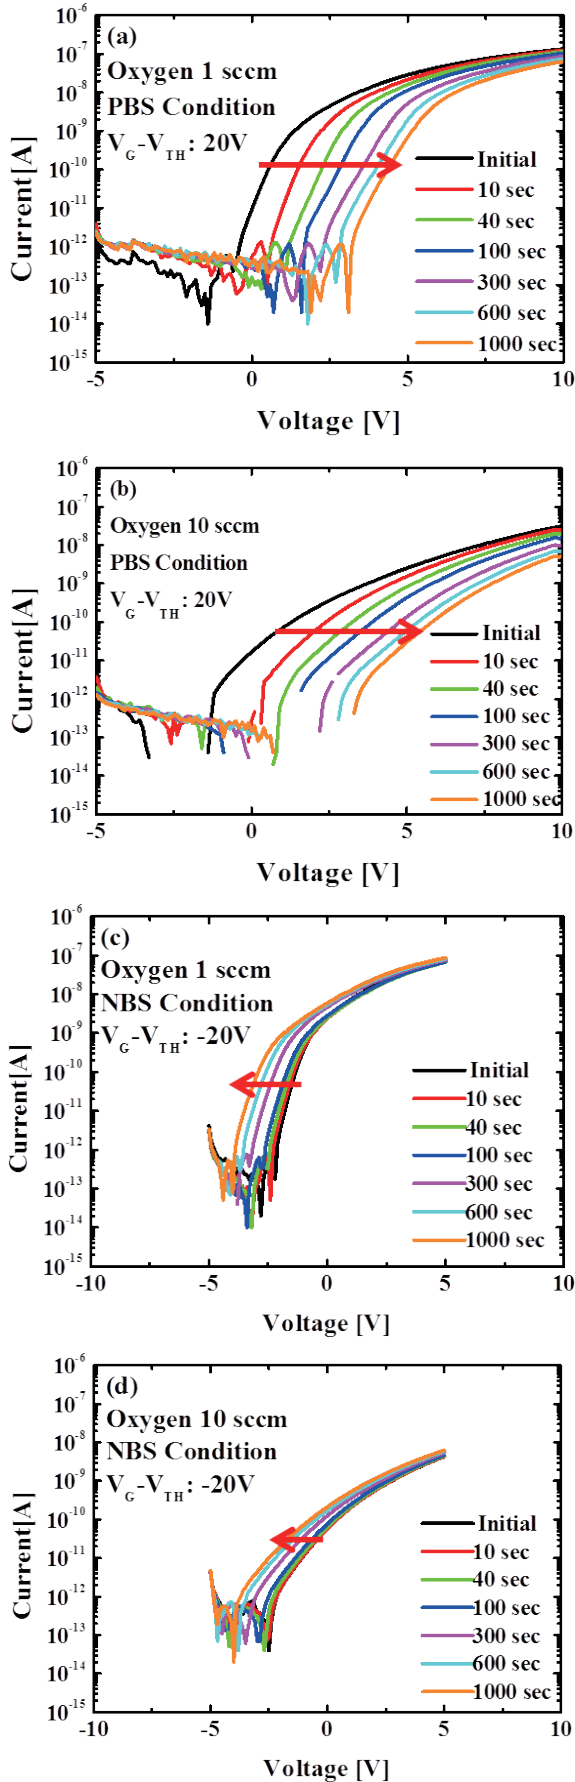 (a)
Oxygen 1 sccm
PBS Condition
V_G-V_TH: 20V
Initial
10 sec
40 sec
100 sec
300 sec
600 sec
1000 sec
Current[A]
10^-6
10^-7
10^-8
10^-9
10^-10
10^-11
10^-12
10^-13
10^-14
10^-15
-5 0 5 10
Voltage [V]
(b)
Oxygen 10 sccm
PBS Condition
V_G-V_TH: 20V
Initial
10 sec
40 sec
100 sec
300 sec
600 sec
1000 sec
Current[A]
10^-6
10^-7
10^-8
10^-9
10^-10
10^-11
10^-12
10^-13
10^-14
10^-15
-5 0 5 10
Voltage [V]
(c)
Oxygen 1 sccm
NBS Condition
V_G-V_TH: -20V
Initial
10 sec
40 sec
100 sec
300 sec
600 sec
1000 sec
Current[A]
10^-6
10^-7
10^-8
10^-9
10^-10
10^-11
10^-12
10^-13
10^-14
10^-15
-10 -5 0 5 10
Voltage [V]
(d)
Oxygen 10 sccm
NBS Condition
V_G-V_TH: -20V
Initial
10 sec
40 sec
100 sec
300 sec
600 sec
1000 sec
Current[A]
10^-6
10^-7
10^-8
10^-9
10^-10
10^-11
10^-12
10^-13
10^-14
10^-15
-10 -5 0 5 10
Voltage [V]